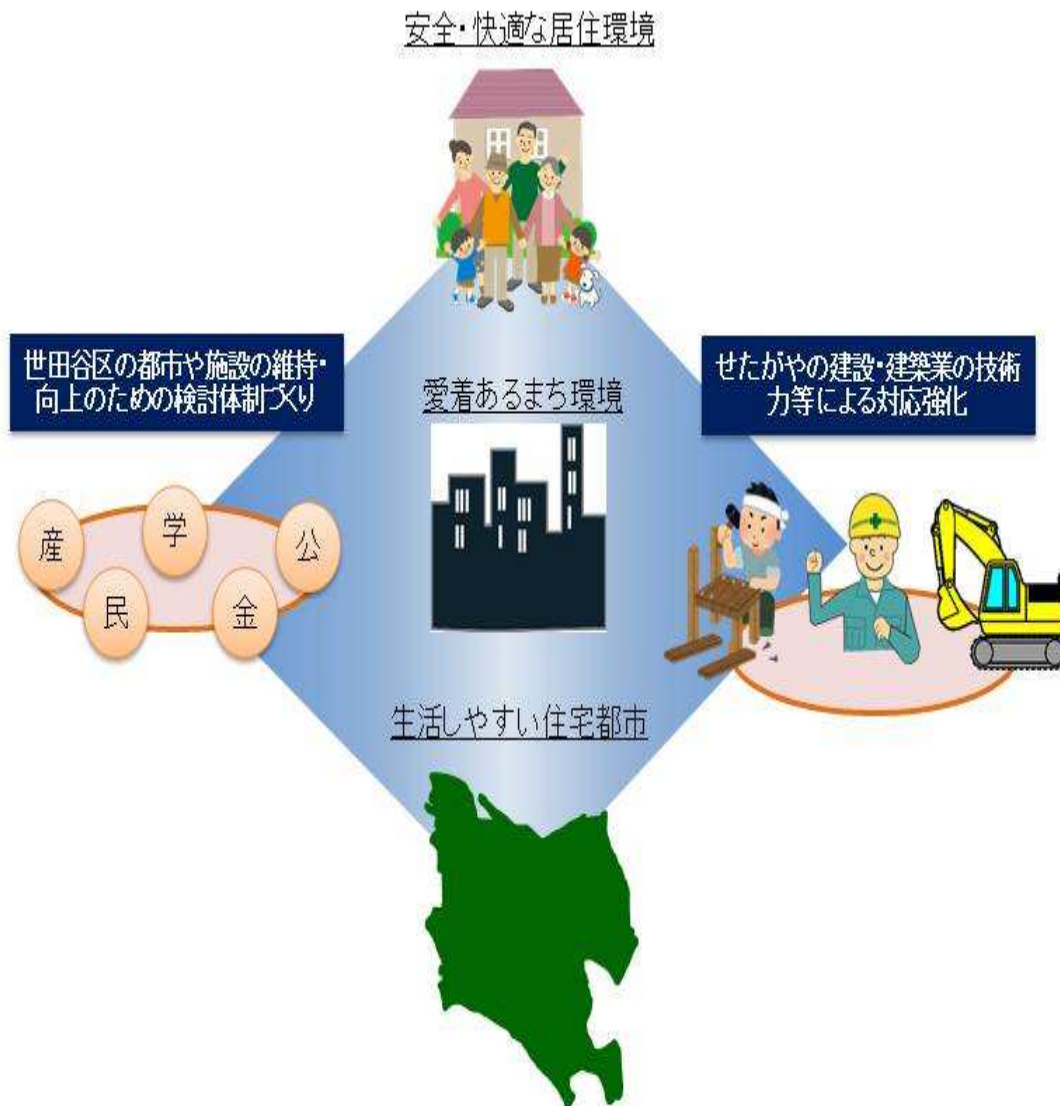 安全・快適な居住環境
世田谷区の都市や施設の維持・
向上のための検討体制づくり
愛着あるまち環境
せたがやの建設・建築業の技術
力等による対応強化
産
学
公
民
金
生活しやすい住宅都市